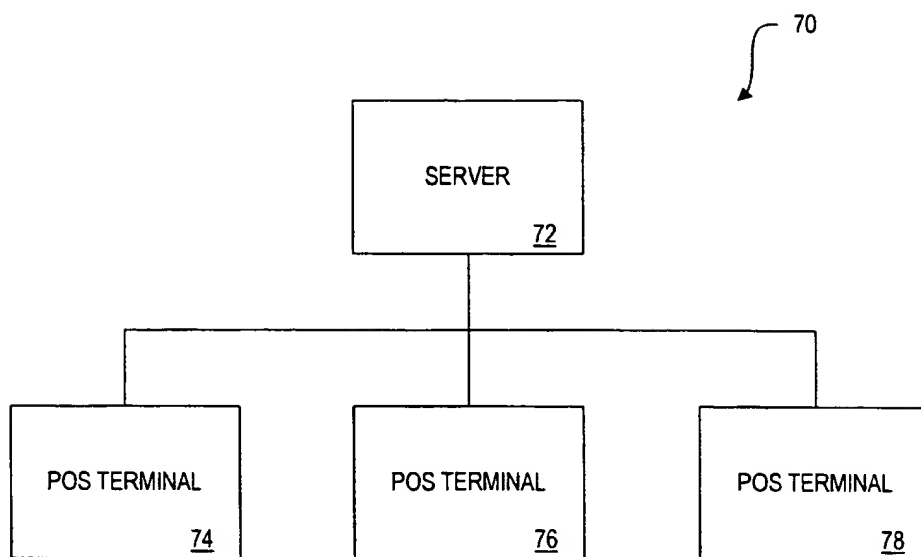 70
SERVER
72
POS TERMINAL
74
POS TERMINAL
76
POS TERMINAL
78